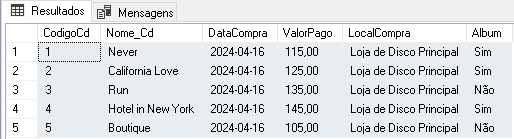 Resultados Mensagens
CodigoCd Nome_Cd DataCompra ValorPago LocalCompra Album
1 1 Never 2024-04-16 115,00 Loja de Disco Principal Sim
2 2 California Love 2024-04-16 125,00 Loja de Disco Principal Sim
3 3 Run 2024-04-16 135,00 Loja de Disco Principal Não
4 4 Hotel in New York 2024-04-16 145,00 Loja de Disco Principal Sim
5 5 Boutique 2024-04-16 105,00 Loja de Disco Principal Não